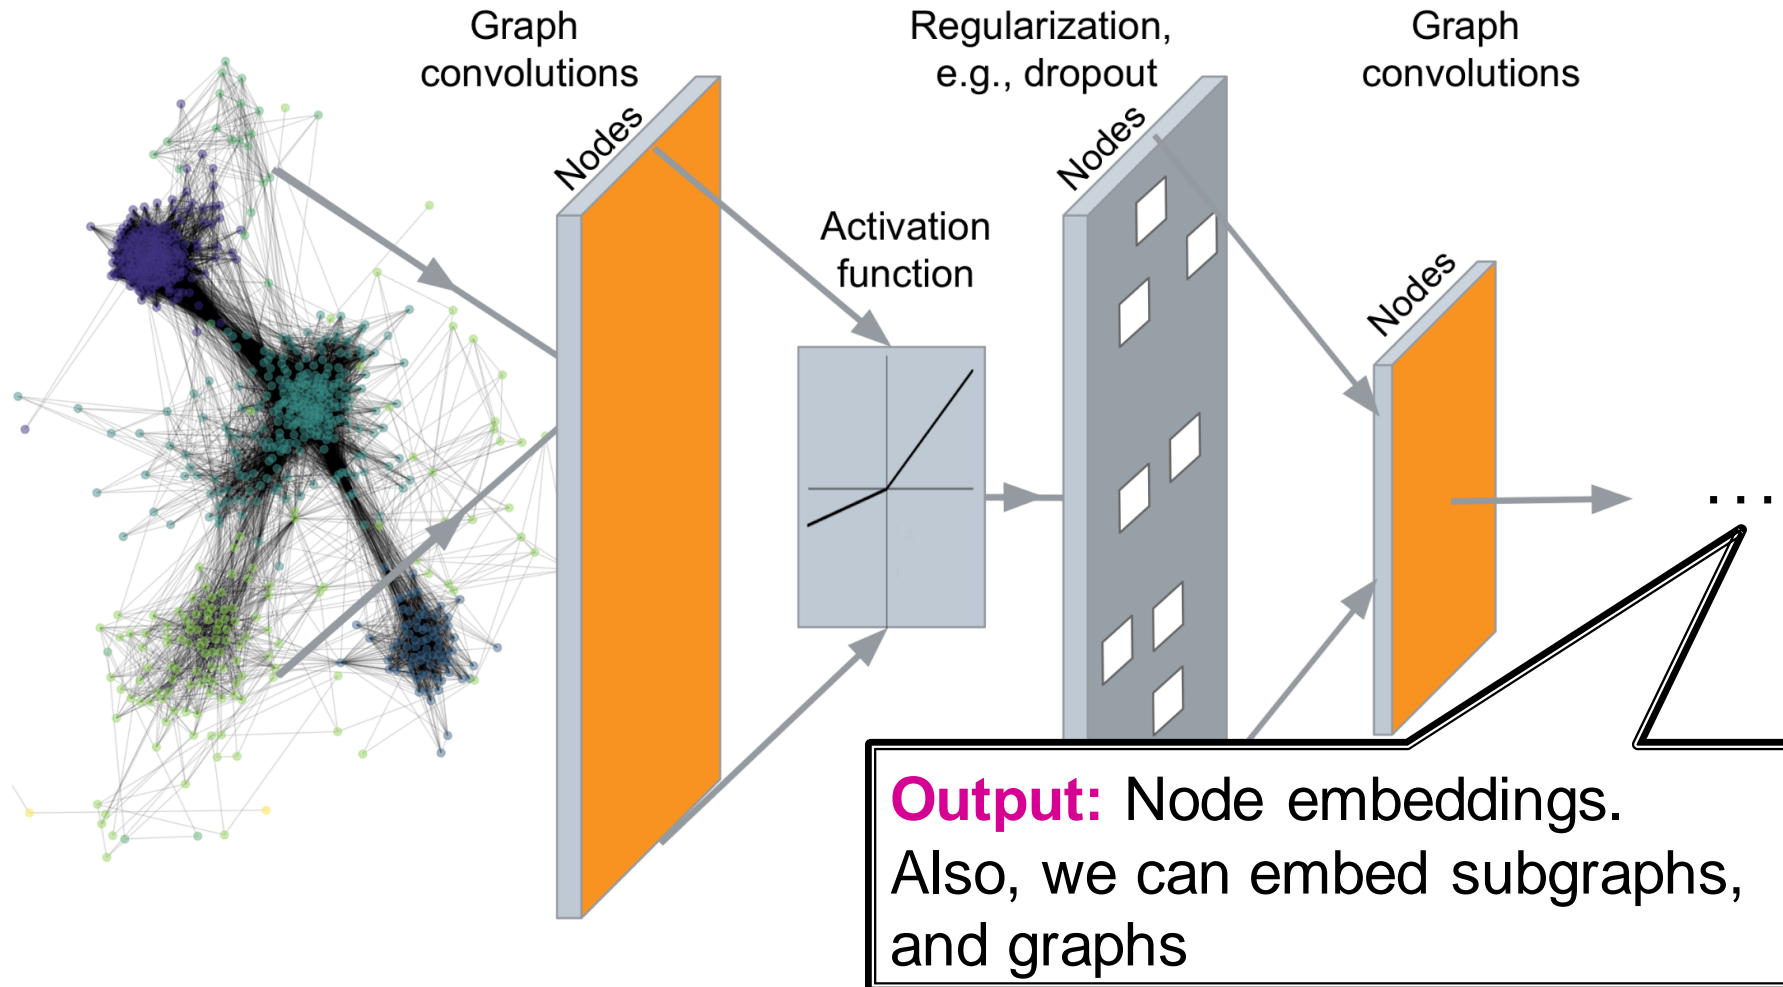 Graph
convolutions
Regularization,
e.g., dropout
Graph
convolutions
Nodes
Nodes
Activation
function
Nodes
. . .
Output: Node embeddings.
Also, we can embed subgraphs,
and graphs